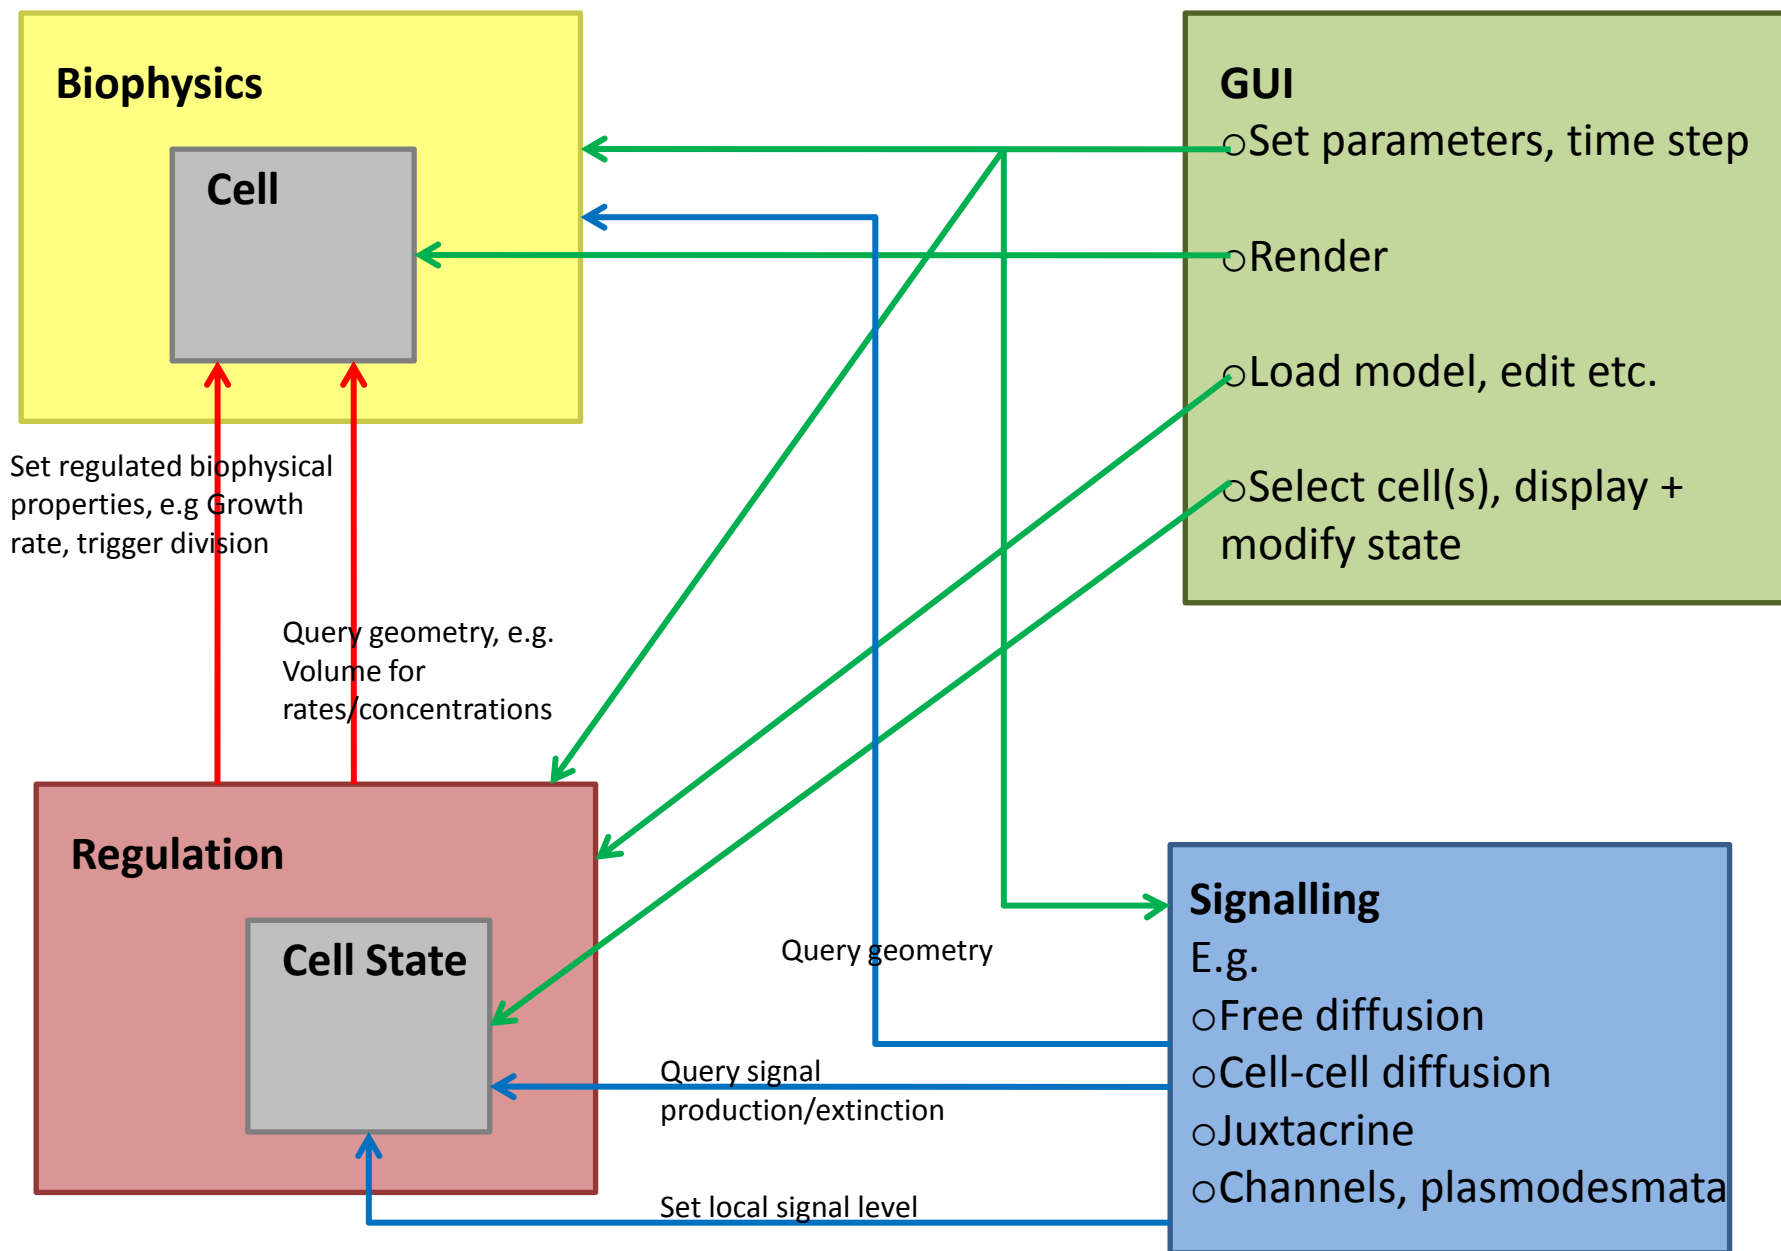 Biophysics
Cell
GUI
○Set parameters, time step
○Render
○Load model, edit etc.
○Select cell(s), display +
modify state
Set regulated biophysical
properties, e.g Growth
rate, trigger division
Query geometry, e.g.
Volume for
rates/concentrations
Regulation
Cell State
Query geometry
Query signal
production/extinction
Set local signal level
Signalling
E.g.
○Free diffusion
○Cell-cell diffusion
○Juxtacrine
○Channels, plasmodesmata